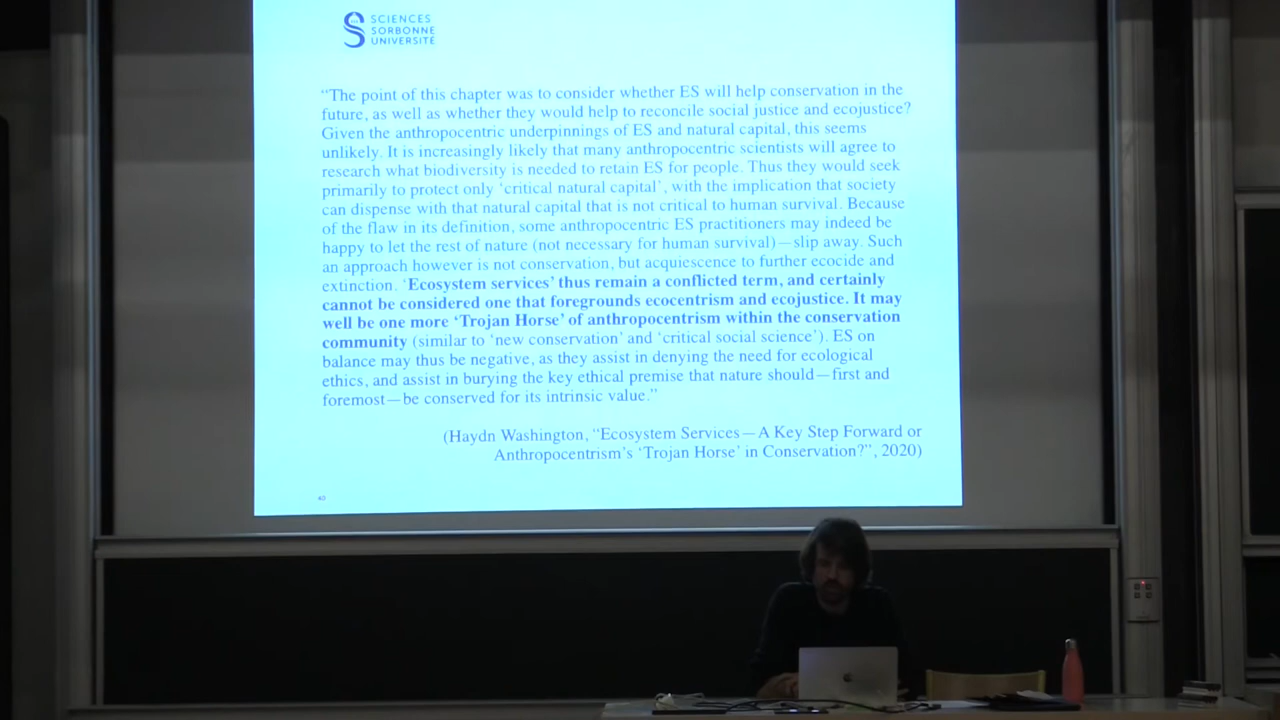 SCIENCES
SORBONNE
UNIVERSITÉ
“The point of this chapter was to consider whether ES will help conservation in the
future, as well as whether they would help to reconcile social justice and ecojustice?
Given the anthropocentric underpinnings of ES and natural capital, this seems
unlikely. It is increasingly likely that many anthropocentric scientists will agree to
research what biodiversity is needed to retain ES for people. Thus they would seek
primarily to protect only ‘critical natural capital’, with the implication that society
can dispense with that natural capital that is not critical to human survival. Because
of the flaw in its definition, some anthropocentric ES practitioners may indeed be
happy to let the rest of nature (not necessary for human survival)—slip away. Such
an approach however is not conservation, but acquiescence to further ecocide and
extinction. ‘Ecosystem services’ thus remain a conflicted term, and certainly
cannot be considered one that foregrounds ecocentrism and ecojustice. It may
well be one more ‘Trojan Horse’ of anthropocentrism within the conservation
community (similar to ‘new conservation’ and ‘critical social science’). ES on
balance may thus be negative, as they assist in denying the need for ecological
ethics, and assist in burying the key ethical premise that nature should—first and
foremost—be conserved for its intrinsic value.”
(Haydn Washington, “Ecosystem Services—A Key Step Forward or
Anthropocentrism’s ‘Trojan Horse’ in Conservation?”, 2020)